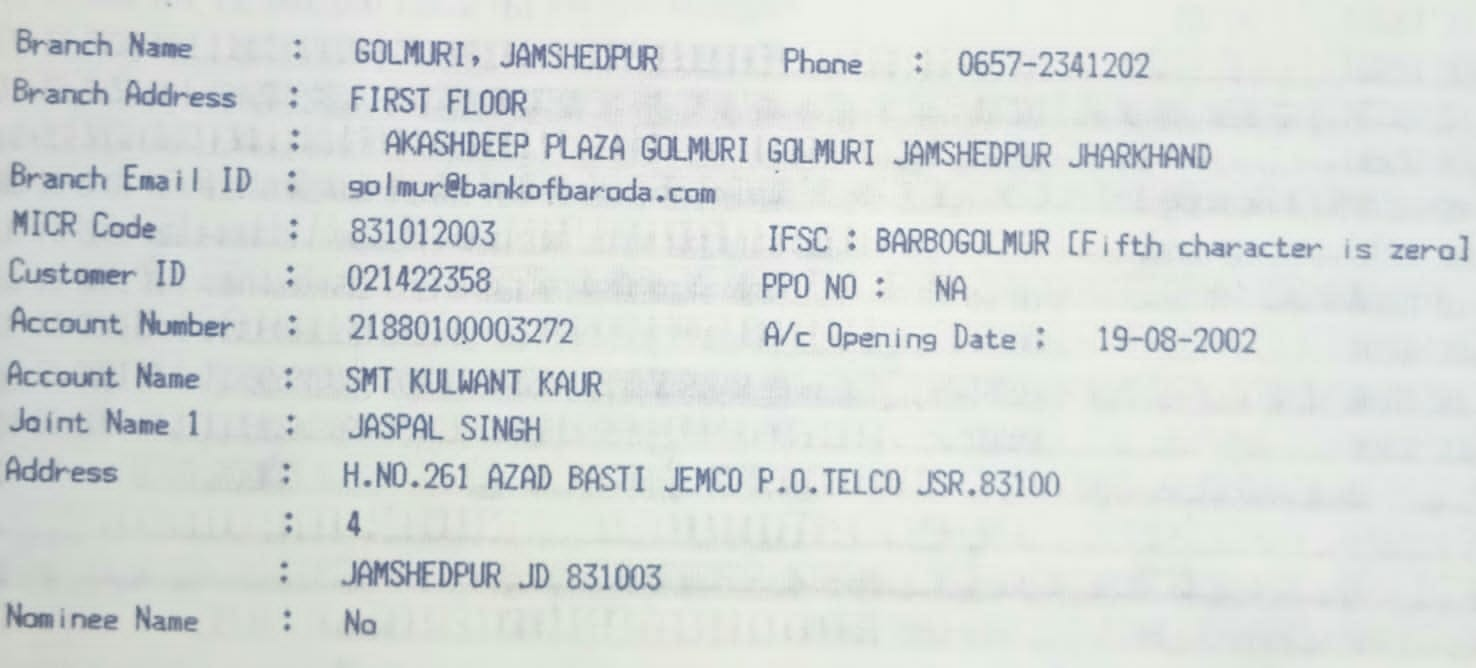 Branch Name : GOLMURI, JAMSHEDPUR Phone : 0657-2341202
Branch Address : FIRST FLOOR
: AKASHDEEP PLAZA GOLMURI GOLMURI JAMSHEDPUR JHARKHAND
Branch Email ID : golmur@bankofbaroda.com
MICR Code : 831012003 IFSC : BARB0GOLMUR [Fifth character is zero]
Customer ID : 021422358 PPO NO : NA
Account Number : 21880100003272 A/c Opening Date : 19-08-2002
Account Name : SMT KULWANT KAUR
Joint Name 1 : JASPAL SINGH
Address : H.NO.261 AZAD BASTI JEMCO P.O.TELCO JSR.83100
: 4
: JAMSHEDPUR JD 831003
Nominee Name : No